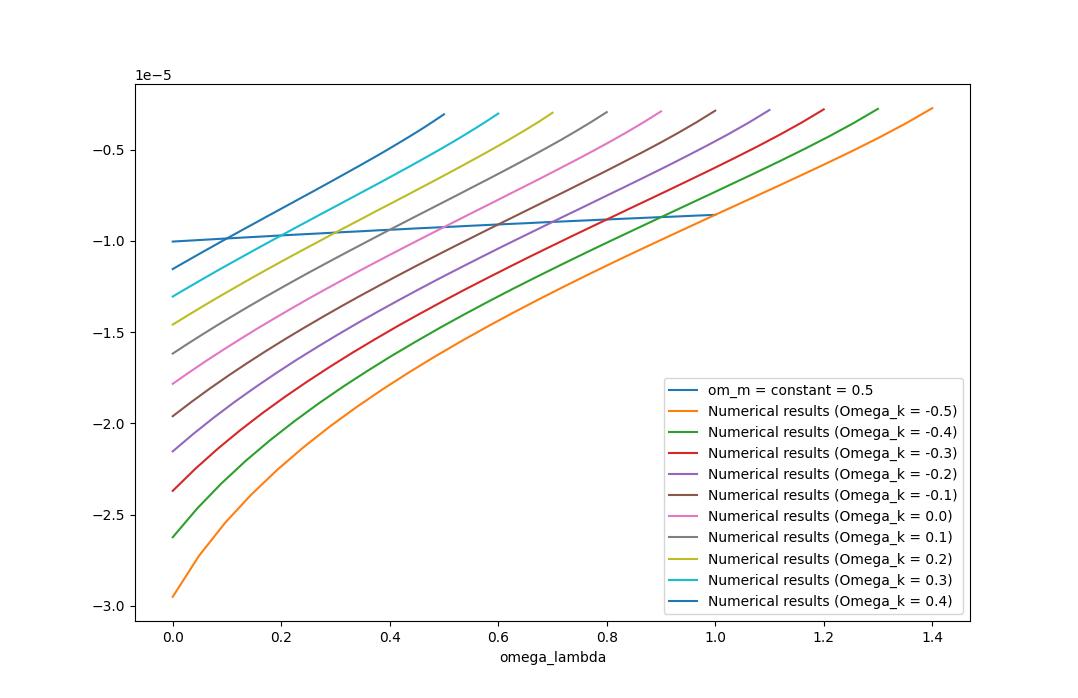 1e−5
−0.5
−1.0
−1.5
−2.0
−2.5
−3.0
0.0 0.2 0.4 0.6 0.8 1.0 1.2 1.4
omega_lambda
om_m = constant = 0.5
Numerical results (Omega_k = -0.5)
Numerical results (Omega_k = -0.4)
Numerical results (Omega_k = -0.3)
Numerical results (Omega_k = -0.2)
Numerical results (Omega_k = -0.1)
Numerical results (Omega_k = 0.0)
Numerical results (Omega_k = 0.1)
Numerical results (Omega_k = 0.2)
Numerical results (Omega_k = 0.3)
Numerical results (Omega_k = 0.4)